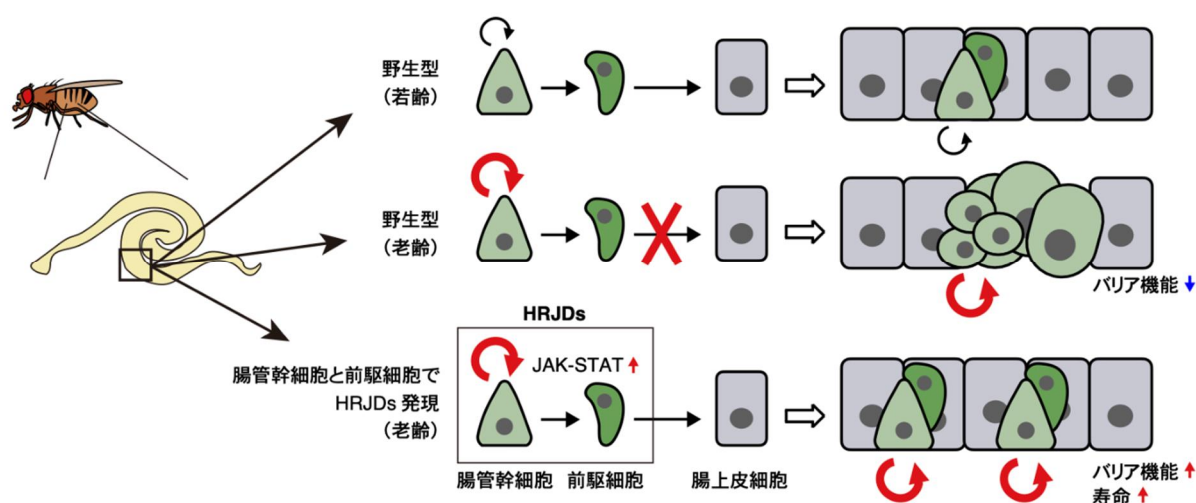 野生型
(若齢)
野生型
(老齢)
バリア機能
HRJDs
JAK-STAT
腸管幹細胞と前駆細胞で
HRJDs 発現
(老齢)
腸管幹細胞 前駆細胞 腸上皮細胞
バリア機能
寿命